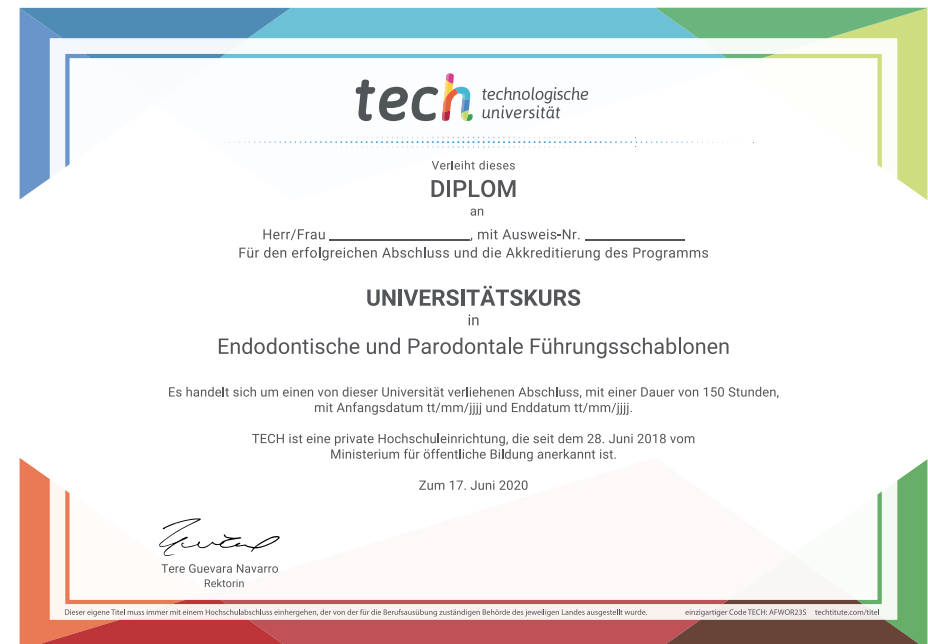 tech technologische
universität
Verleiht dieses
DIPLOM
an
Herr/Frau ____________________, mit Ausweis-Nr. ______________
Für den erfolgreichen Abschluss und die Akkreditierung des Programms
UNIVERSITÄTSKURS
in
Endodontische und Parodontale Führungsschablonen
Es handelt sich um einen von dieser Universität verliehenen Abschluss, mit einer Dauer von 150 Stunden,
mit Anfangsdatum tt/mm/jjjj und Enddatum tt/mm/jjjj.
TECH ist eine private Hochschuleinrichtung, die seit dem 28. Juni 2018 vom
Ministerium für öffentliche Bildung anerkannt ist.
Zum 17. Juni 2020
Tere Guevara Navarro
Rektorin
Dieser eigene Titel muss immer mit einem Hochschulabschluss einhergehen, der von der für die Berufsausübung zuständigen Behörde des jeweiligen Landes ausgestellt wurde. einzigartiger Code TECH: AFWOR23S techtitute.com/titel